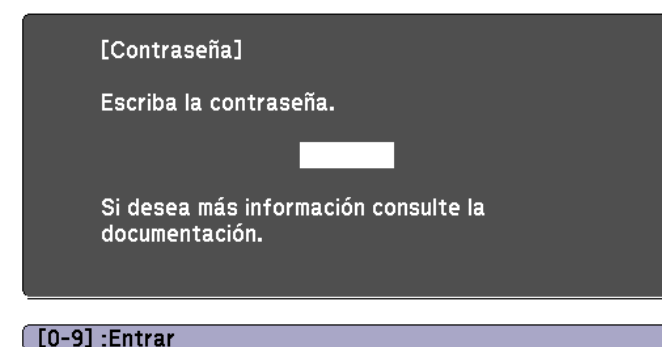 [Contraseña]
Escriba la contraseña.
Si desea más información consulte la
documentación.
[0-9] :Entrar